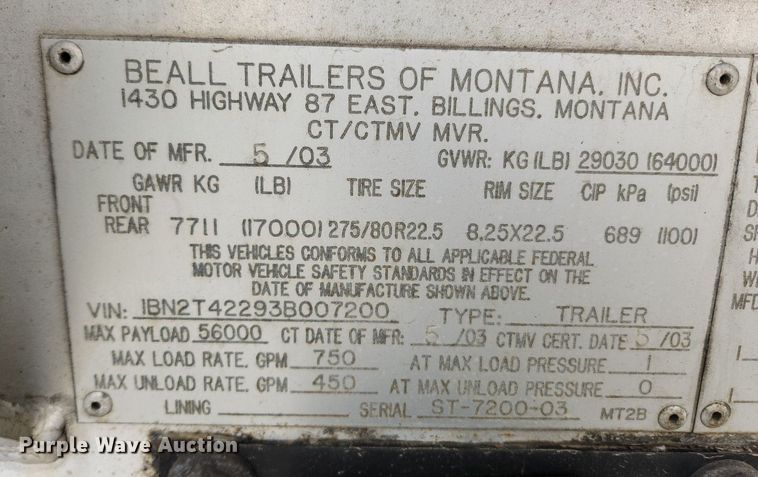 BEALL TRAILERS OF MONTANA, INC.
1430 HIGHWAY 87 EAST, BILLINGS, MONTANA
CT/CTMV MVR.
DATE OF MFR. 5 /03 GVWR: KG (LB) 29030 (64000)
GAWR KG (LB) TIRE SIZE RIM SIZE CIP kPa (psi)
FRONT
REAR 7711 (17000) 275/80R22.5 8.25X22.5 689 (100)
THIS VEHICLES CONFORMS TO ALL APPLICABLE FEDERAL
MOTOR VEHICLE SAFETY STANDARDS IN EFFECT ON THE
DATE OF MANUFACTURE SHOWN ABOVE.
VIN: 1BN2T42293B007200 TYPE: TRAILER
MAX PAYLOAD 56000 CT DATE OF MFR: 5 /03 CTMV CERT. DATE 5/03
MAX LOAD RATE, GPM 750 AT MAX LOAD PRESSURE 1
MAX UNLOAD RATE, GPM 450 AT MAX UNLOAD PRESSURE 0
LINING SERIAL ST-7200-03 MT2B
Purple Wave Auction